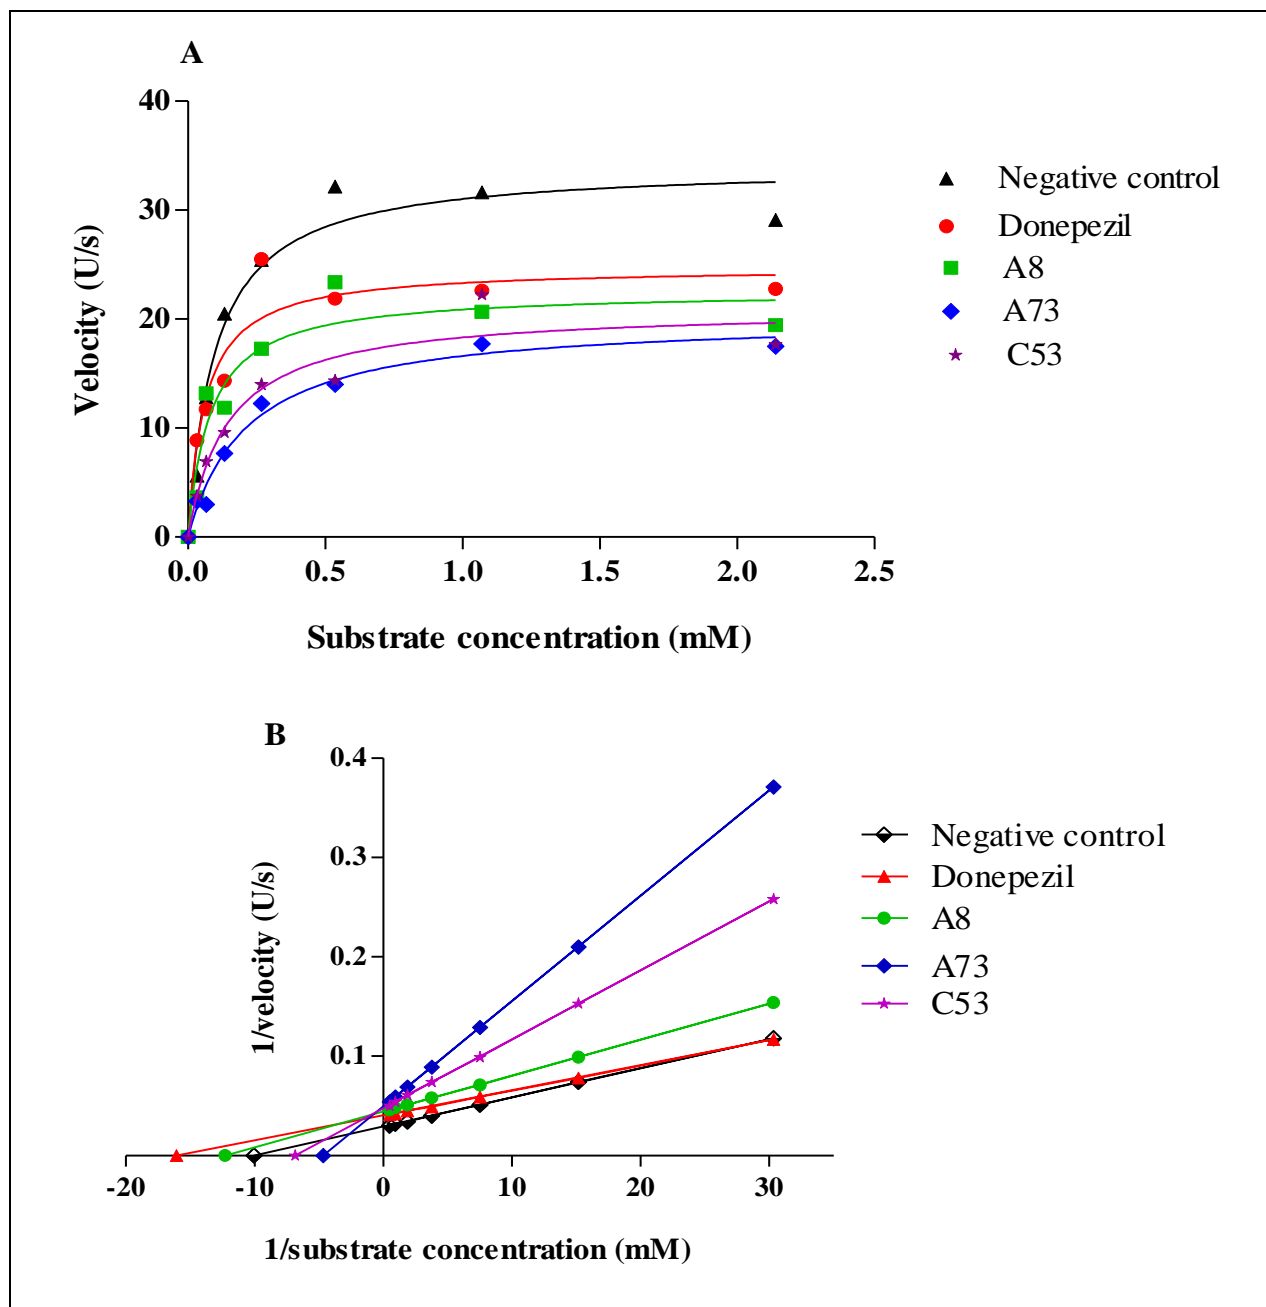 A
40
30
20
10
0
Velocity (U/s)
0.0 0.5 1.0 1.5 2.0 2.5
Substrate concentration (mM)
Negative control
Donepezil
A8
A73
C53
B
0.4
0.3
0.2
0.1
1/velocity (U/s)
-20 -10 0 10 20 30
1/substrate concentration (mM)
Negative control
Donepezil
A8
A73
C53